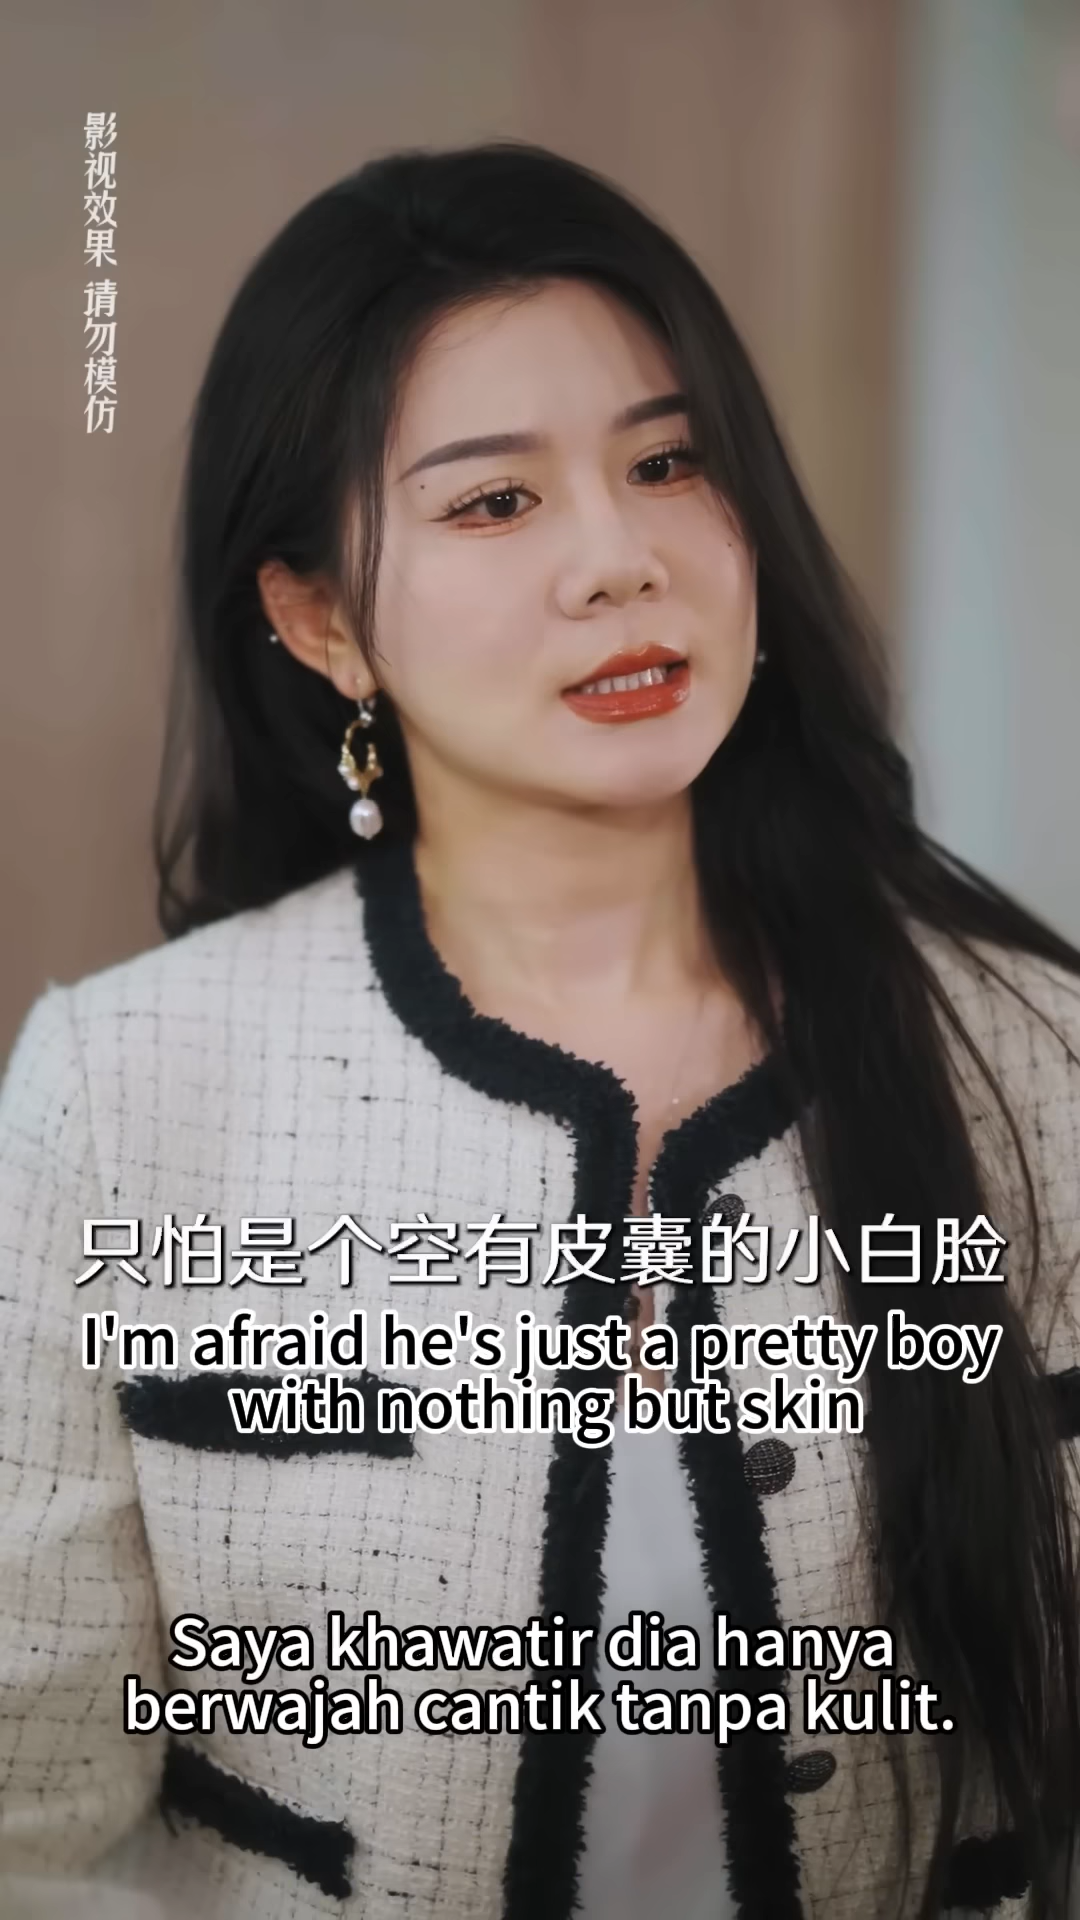 影视效果 请勿模仿
只怕是个空有皮囊的小白脸
I'm afraid he's just a pretty boy
with nothing but skin
Saya khawatir dia hanya
berwajah cantik tanpa kulit.